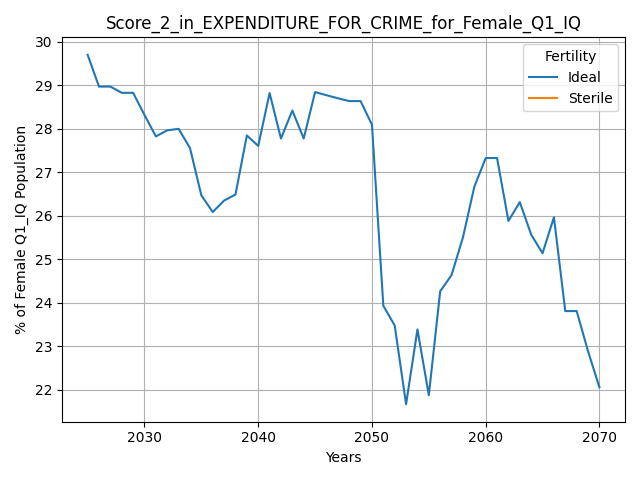 Score_2_in_EXPENDITURE_FOR_CRIME_for_Female_Q1_IQ
Fertility
Ideal
Sterile
% of Female Q1_IQ Population
30
29
28
27
26
25
24
23
22
2030 2040 2050 2060 2070
Years